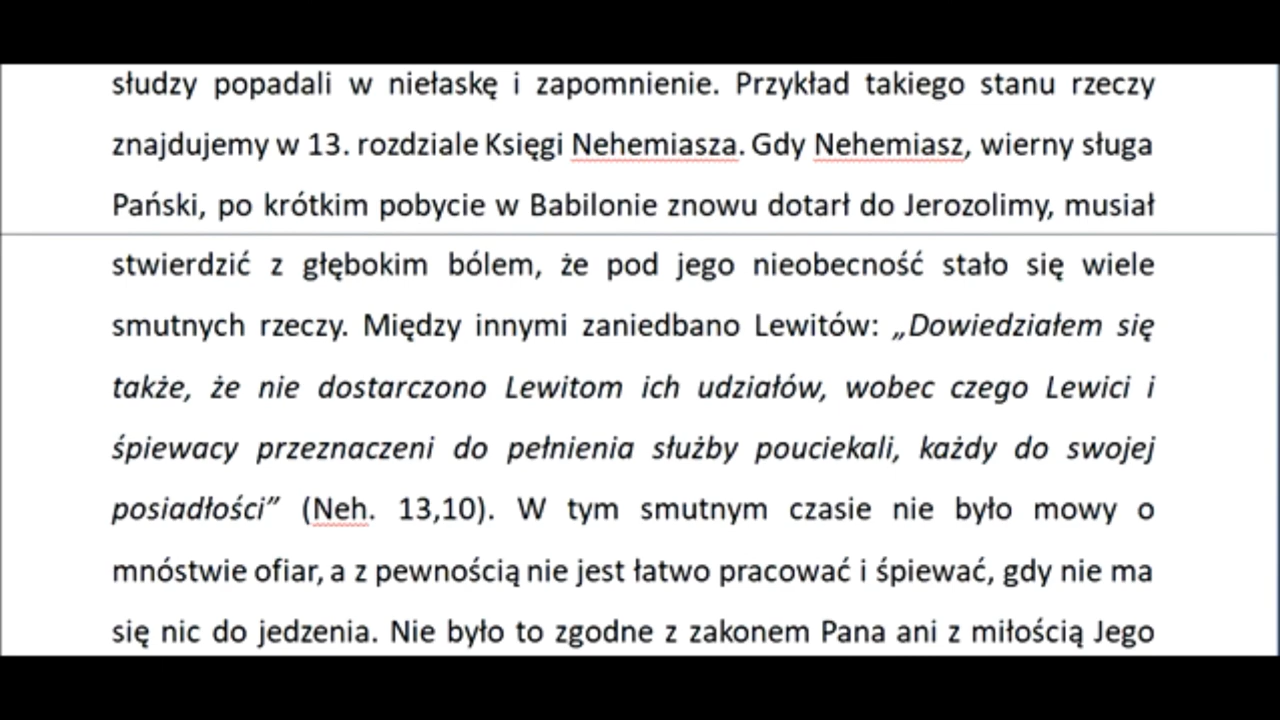 słudzy popadali w niełaskę i zapomnienie. Przykład takiego stanu rzeczy
znajdujemy w 13. rozdziale Księgi Nehemiasza. Gdy Nehemiasz, wierny sługa
Pański, po krótkim pobycie w Babilonie znowu dotarł do Jerozolimy, musiał
stwierdzić z głębokim bólem, że pod jego nieobecność stało się wiele
smutnych rzeczy. Między innymi zaniedbano Lewitów: „Dowiedziałem się
także, że nie dostarczono Lewitom ich udziałów, wobec czego Lewici i
śpiewacy przeznaczeni do pełnienia służby pouciekali, każdy do swojej
posiadłości” (Neh. 13,10). W tym smutnym czasie nie było mowy o
mnóstwie ofiar, a z pewnością nie jest łatwo pracować i śpiewać, gdy nie ma
się nic do jedzenia. Nie było to zgodne z zakonem Pana ani z miłością Jego